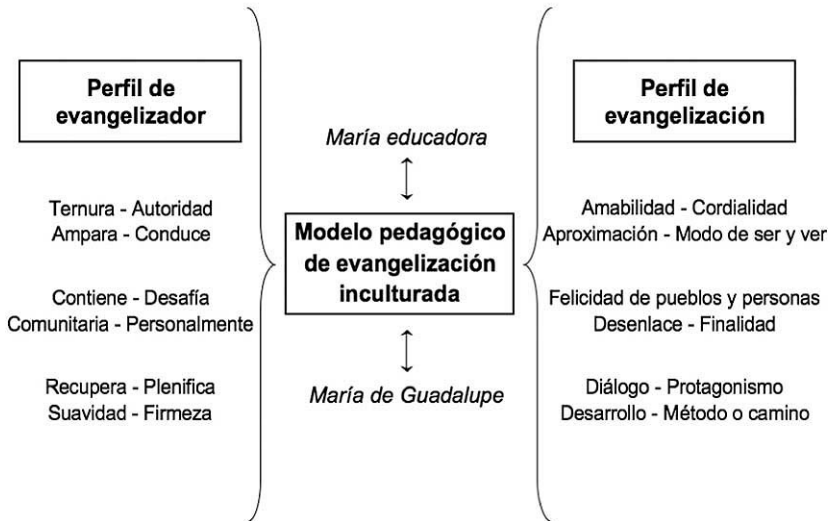 Perfil de
evangelizador
Ternura - Autoridad
Ampara - Conduce
Contiene - Desafía
Comunitaria - Personalmente
Recupera - Plenifica
Suavidad - Firmeza
María educadora
Modelo pedagógico
de evangelización
inculturada
María de Guadalupe
Perfil de
evangelización
Amabilidad - Cordialidad
Aproximación - Modo de ser y ver
Felicidad de pueblos y personas
Desenlace - Finalidad
Diálogo - Protagonismo
Desarrollo - Método o camino